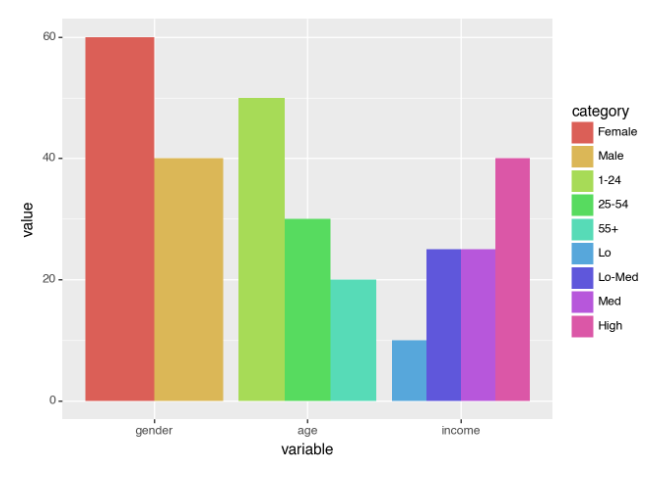 60
40
20
0
value
gender
age
income
variable
category
Female
Male
1-24
25-54
55+
Lo
Lo-Med
Med
High